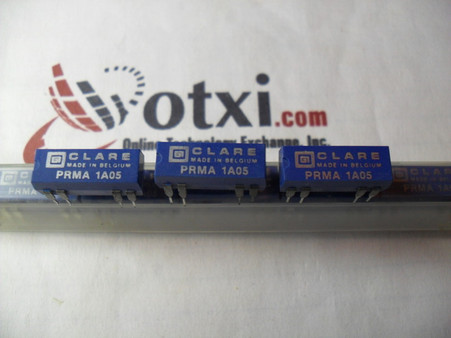 otxi.com
Online Technology Exchange, Inc.
CLARE
MADE IN BELGIUM
PRMA 1A05
CLARE
MADE IN BELGIUM
PRMA 1A05
CLARE
MADE IN BELGIUM
PRMA 1A05